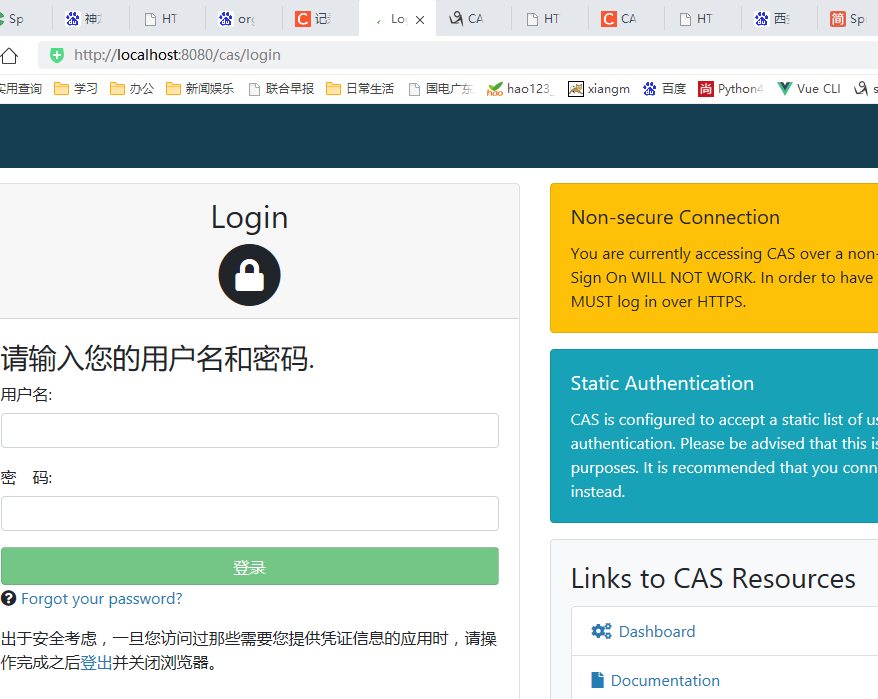 Sp
神
HT
org
记
Lo
CA
HT
CA
HT
西
Sp
http://localhost:8080/cas/login
实用查询
学习
办公
新闻娱乐
联合早报
日常生活
国电广东
hao123_
xiangm
百度
尚
Python4
Vue CLI
s
Login
请输入您的用户名和密码.
用户名:
密 码:
登录
Forgot your password?
出于安全考虑，一旦您访问过那些需要您提供凭证信息的应用时，请操
作完成之后登出并关闭浏览器。
Non-secure Connection
You are currently accessing CAS over a non-
Sign On WILL NOT WORK. In order to have
MUST log in over HTTPS.
Static Authentication
CAS is configured to accept a static list of us
authentication. Please be advised that this is
purposes. It is recommended that you conn
instead.
Links to CAS Resources
Dashboard
Documentation